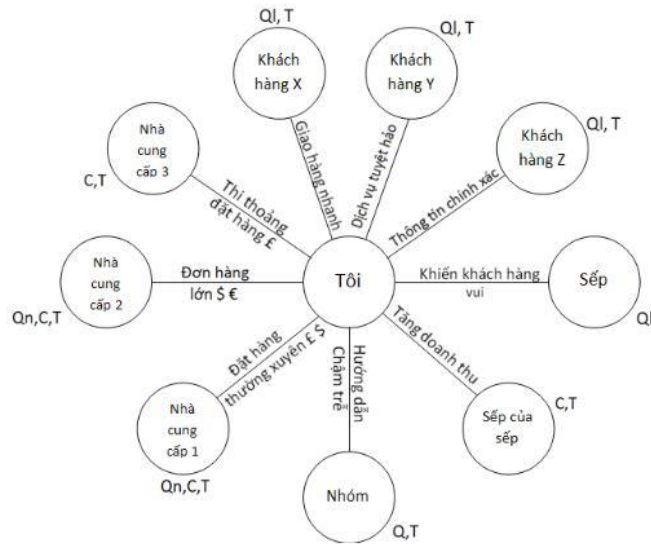 Ql, T
Khách
hàng X
Ql, T
Khách
hàng Y
Ql, T
Khách
hàng Z
Nhà
cung
cấp 3
C,T
Giao hàng nhanh
Dịch vụ tuyệt hảo
Thông tin chính xác
Thi thoảng
đặt hàng £
Nhà
cung
cấp 2
Qn,C,T
Đơn hàng
lớn $ €
Tôi
Khiến khách hàng
vui
Sếp
Ql
Đặt hàng
thường xuyên £ $
Hướng dẫn
Chậm trễ
Tăng doanh thu
Nhà
cung
cấp 1
Qn,C,T
Sếp của
sếp
C,T
Nhóm
Q,T